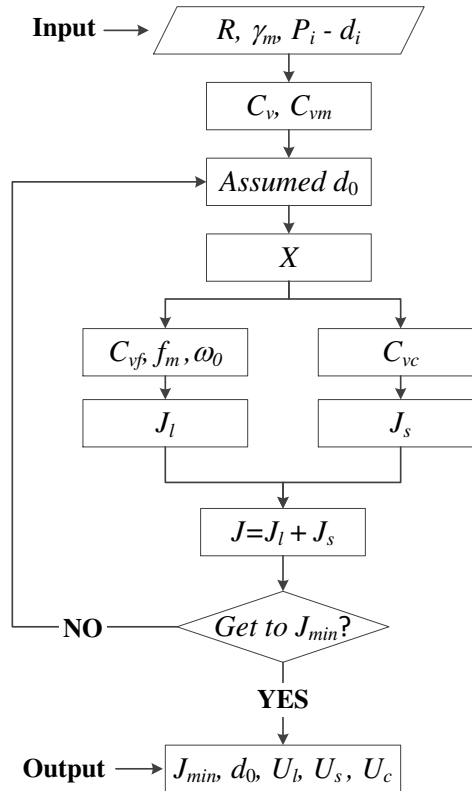 Input
R, γm, Pi - di
Cv, Cvm
Assumed d0
X
Cvf, fm, ω0
Cvc
Jl
Js
J=Jl + Js
NO
Get to Jmin?
YES
Output
Jmin, d0, Ul, Us, Uc